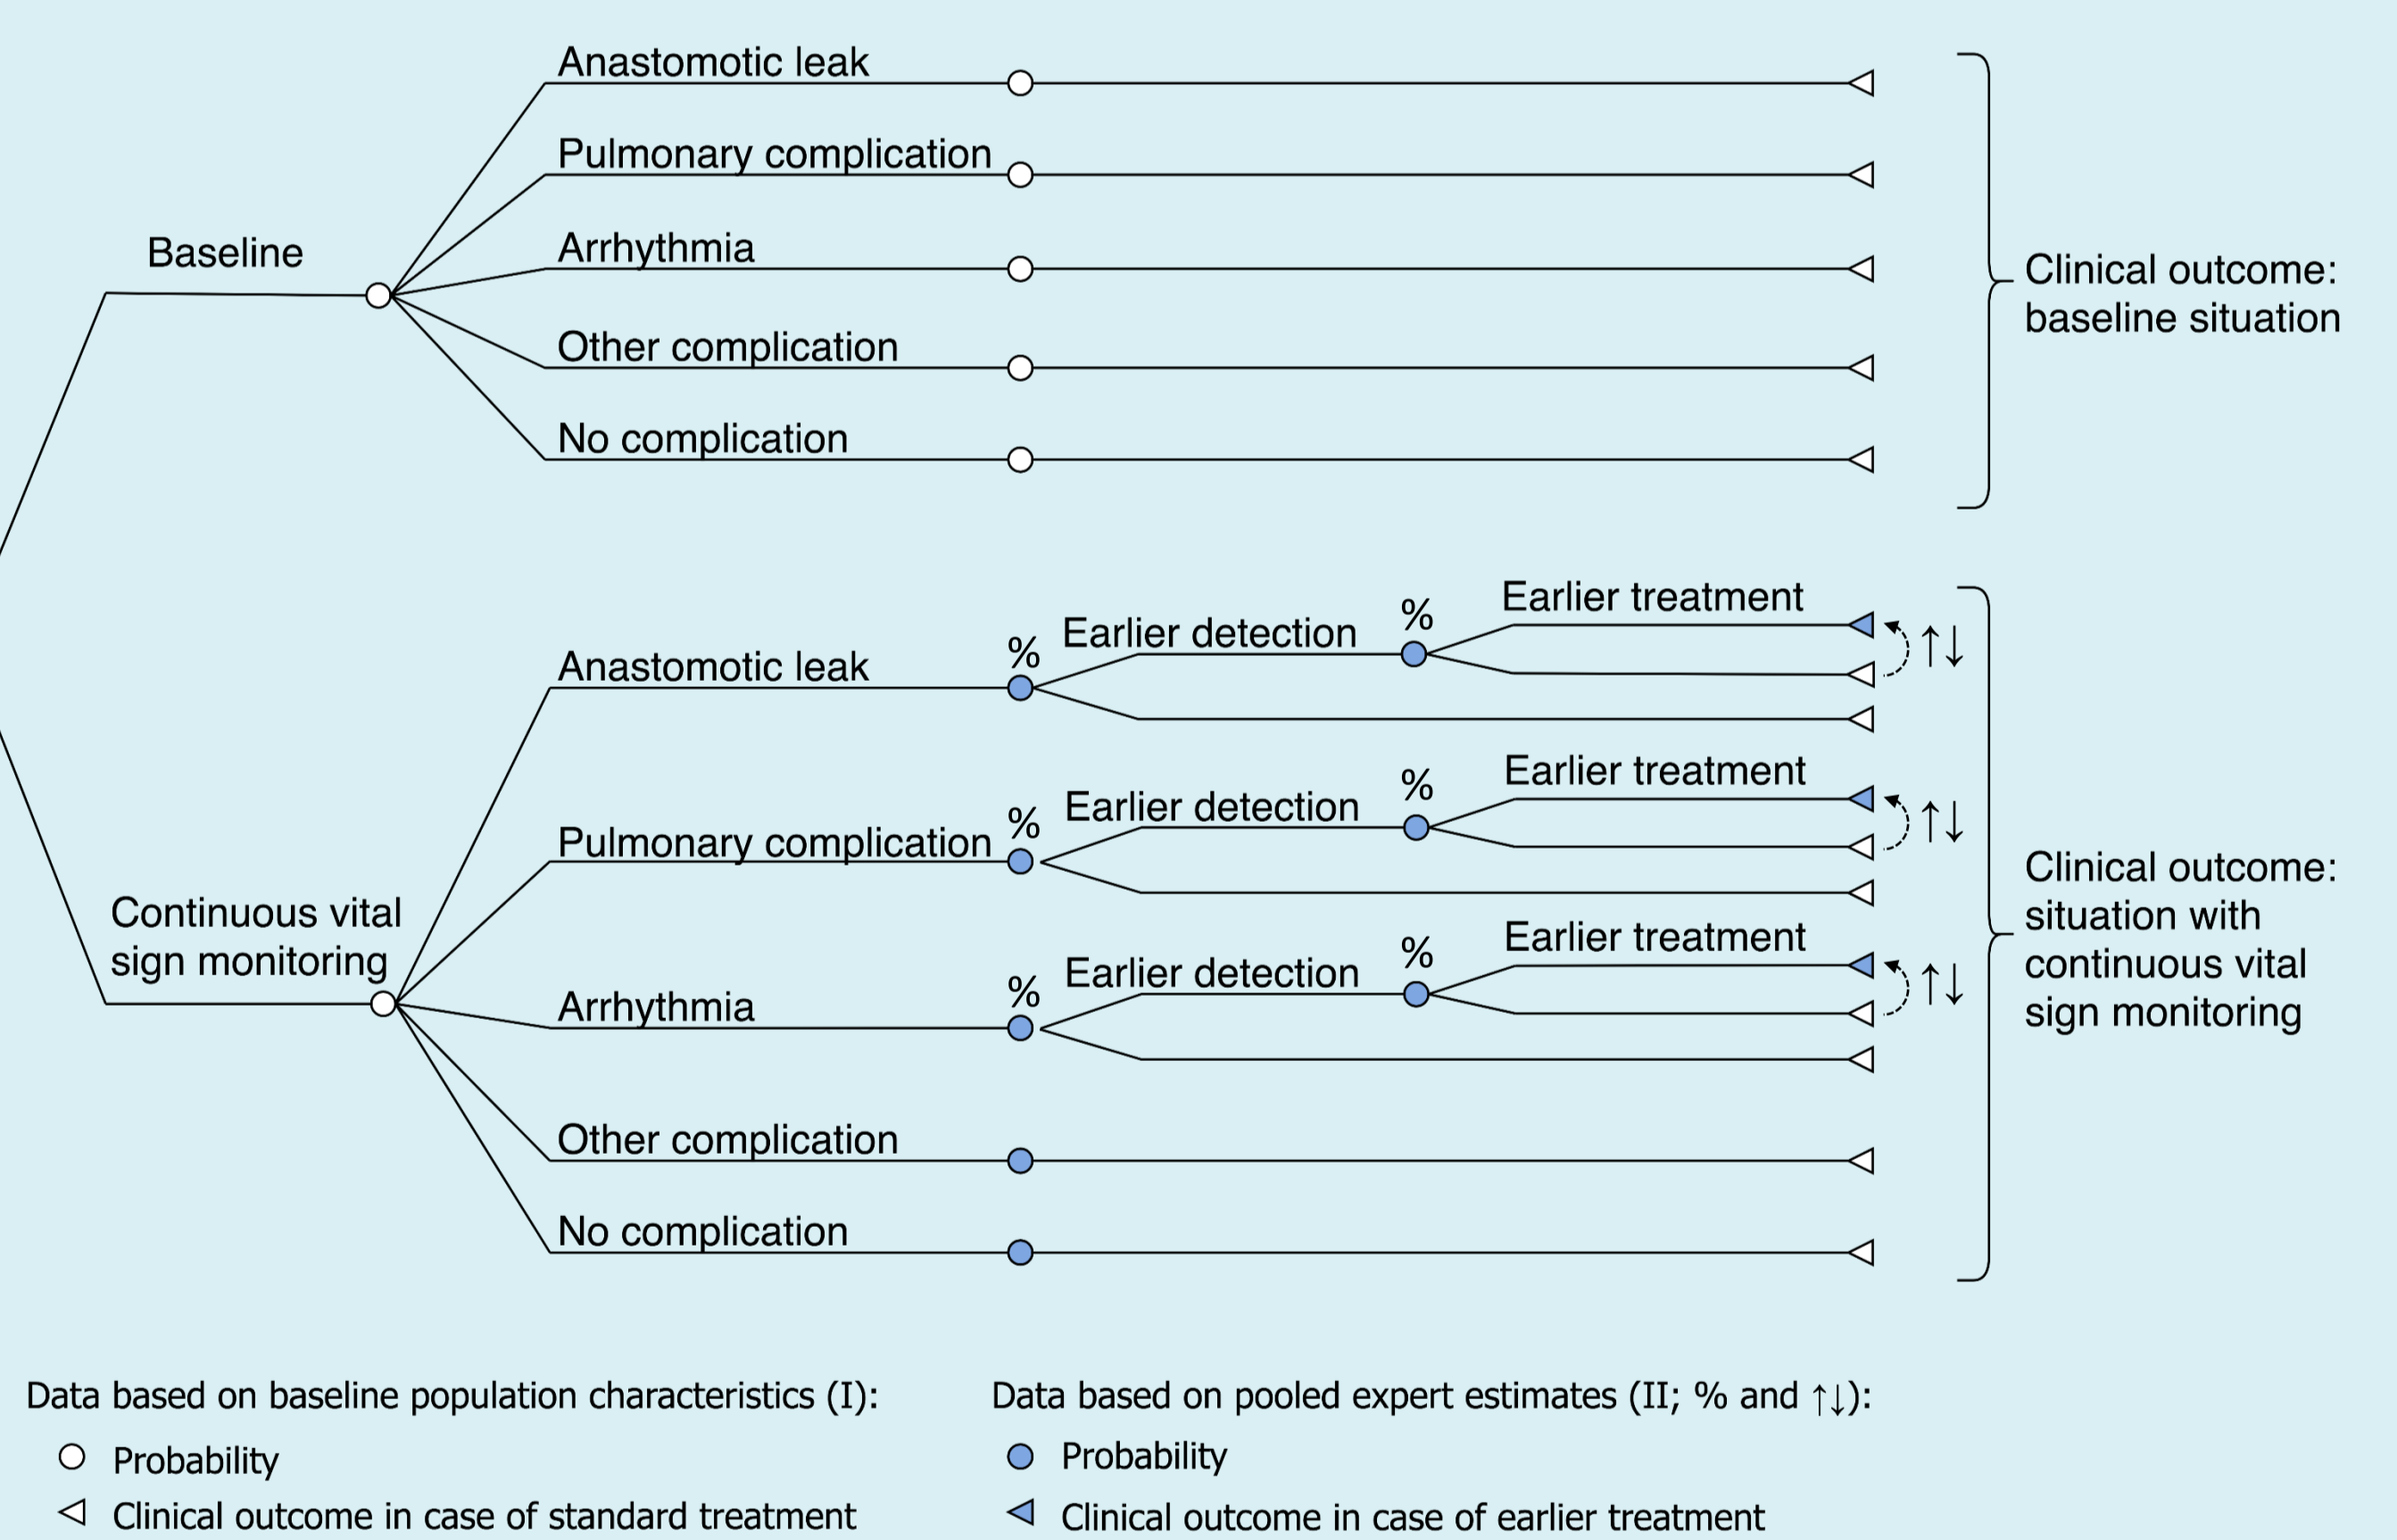 Anastomotic leak
Pulmonary complication
Arrhythmia
Other complication
No complication
Baseline
Clinical outcome:
baseline situation
Anastomotic leak
%
Earlier detection
%
Earlier treatment
↑↓
Pulmonary complication
%
Earlier detection
%
Earlier treatment
↑↓
Continuous vital
sign monitoring
Arrhythmia
%
Earlier detection
%
Earlier treatment
↑↓
Other complication
No complication
Clinical outcome:
situation with
continuous vital
sign monitoring
Data based on baseline population characteristics (I):
Probability
Clinical outcome in case of standard treatment
Data based on pooled expert estimates (II; % and ↑↓):
Probability
Clinical outcome in case of earlier treatment